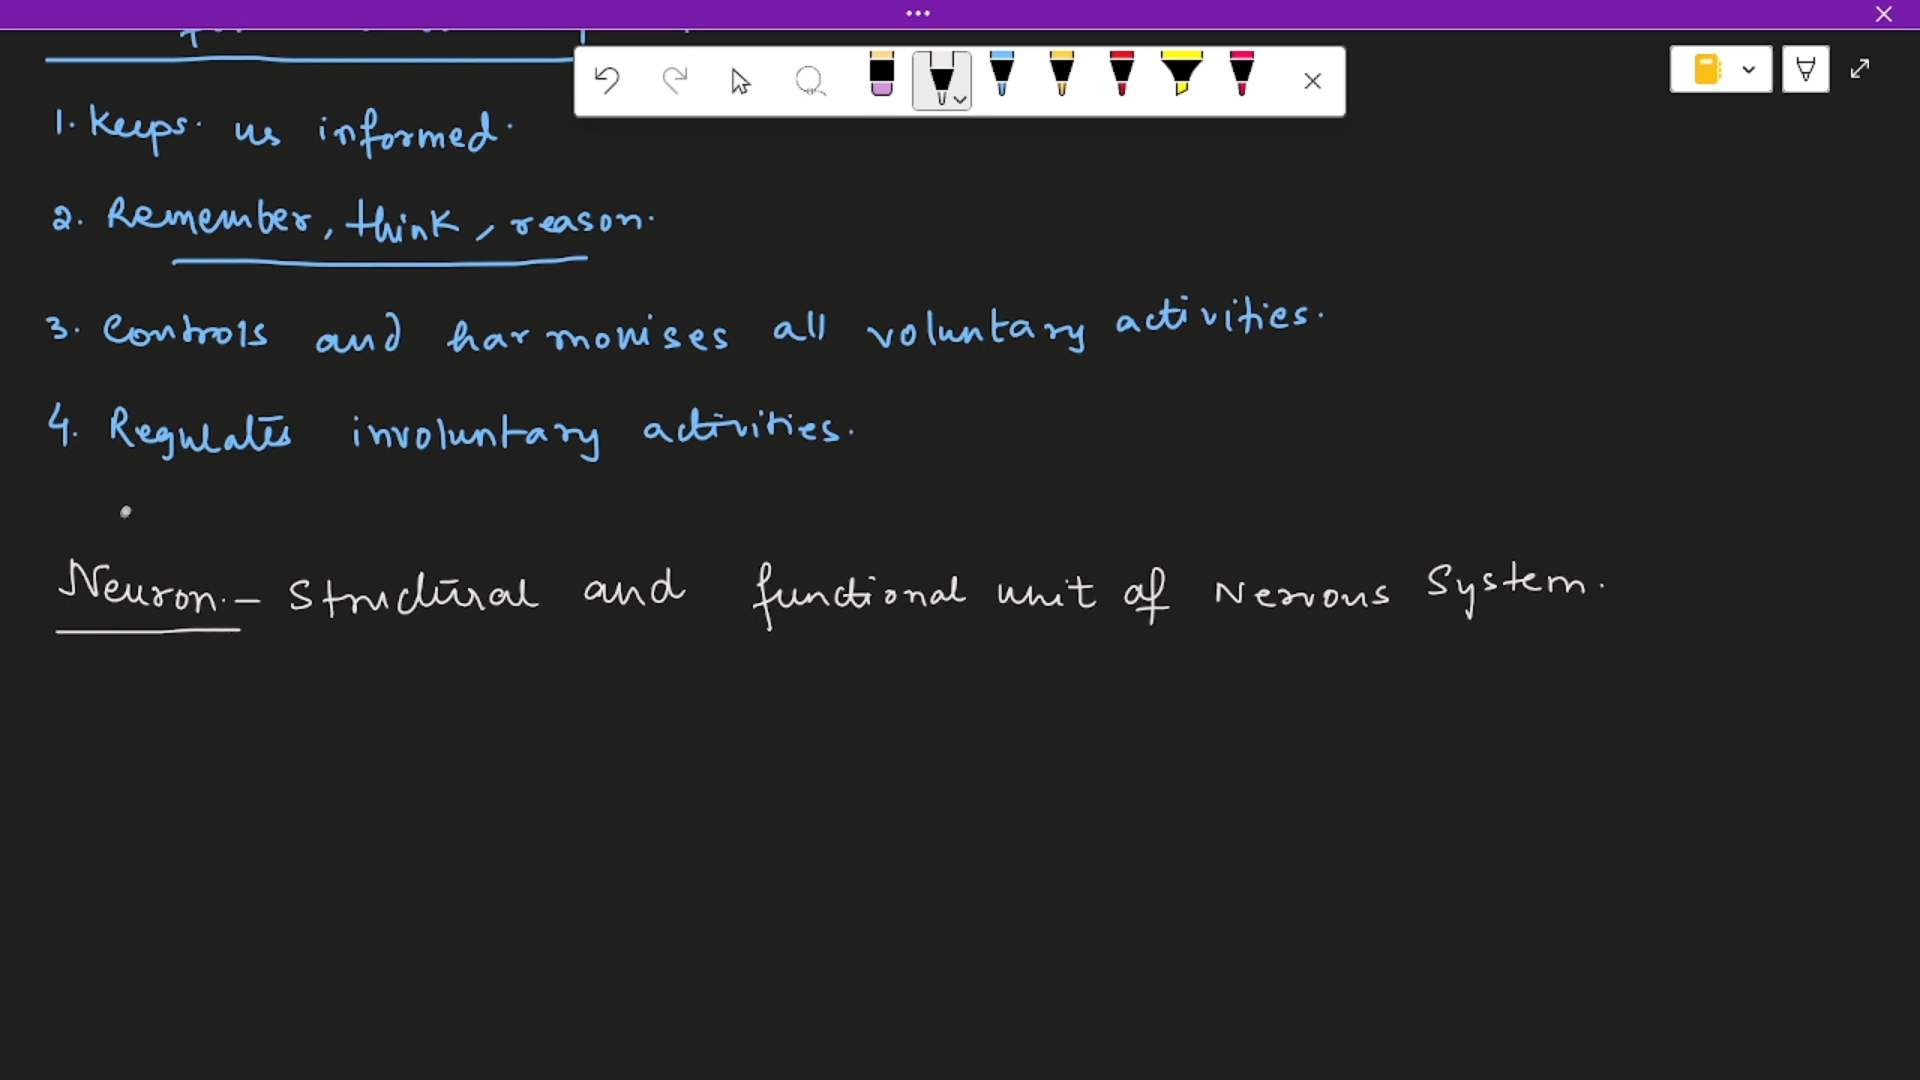 1. Keeps us informed.
2. Remember, think, reason.
3. Controls and harmonises all voluntary activities.
4. Regulates involuntary activities.
Neuron. - Structural and functional unit of Nervous System.